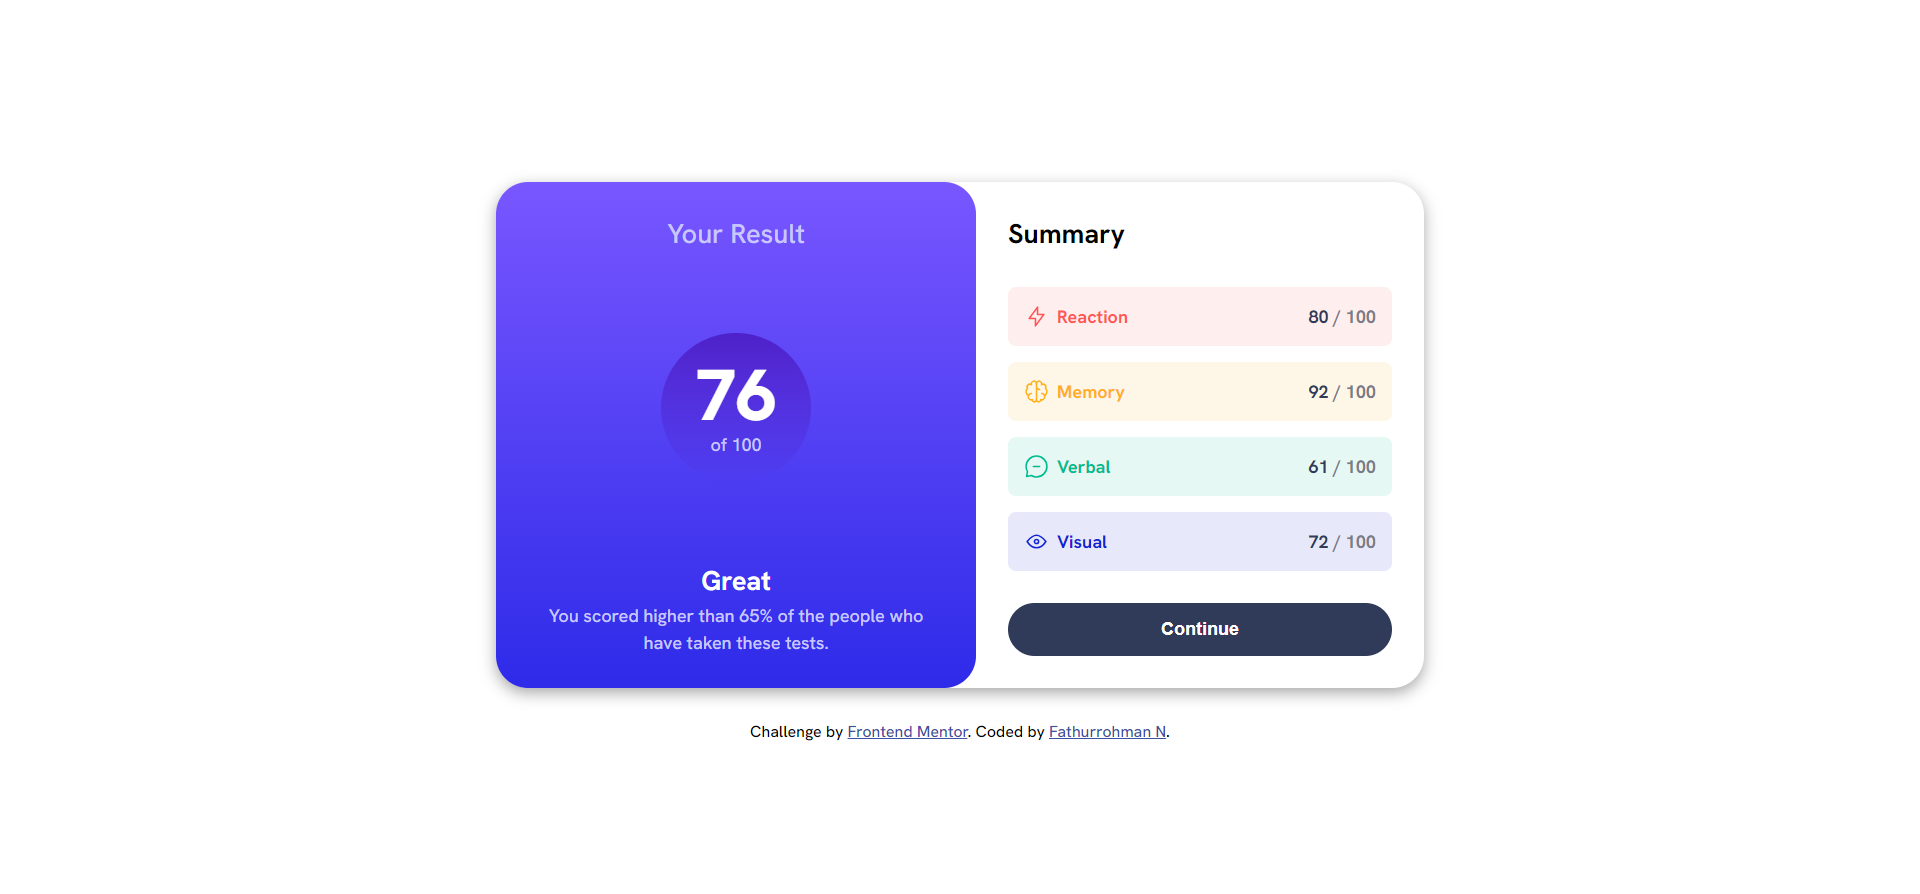 Your Result
76
of 100
Great
You scored higher than 65% of the people who
have taken these tests.
Summary
Reaction 80 / 100
Memory 92 / 100
Verbal 61 / 100
Visual 72 / 100
Continue
Challenge by Frontend Mentor. Coded by Fathurrohman N.